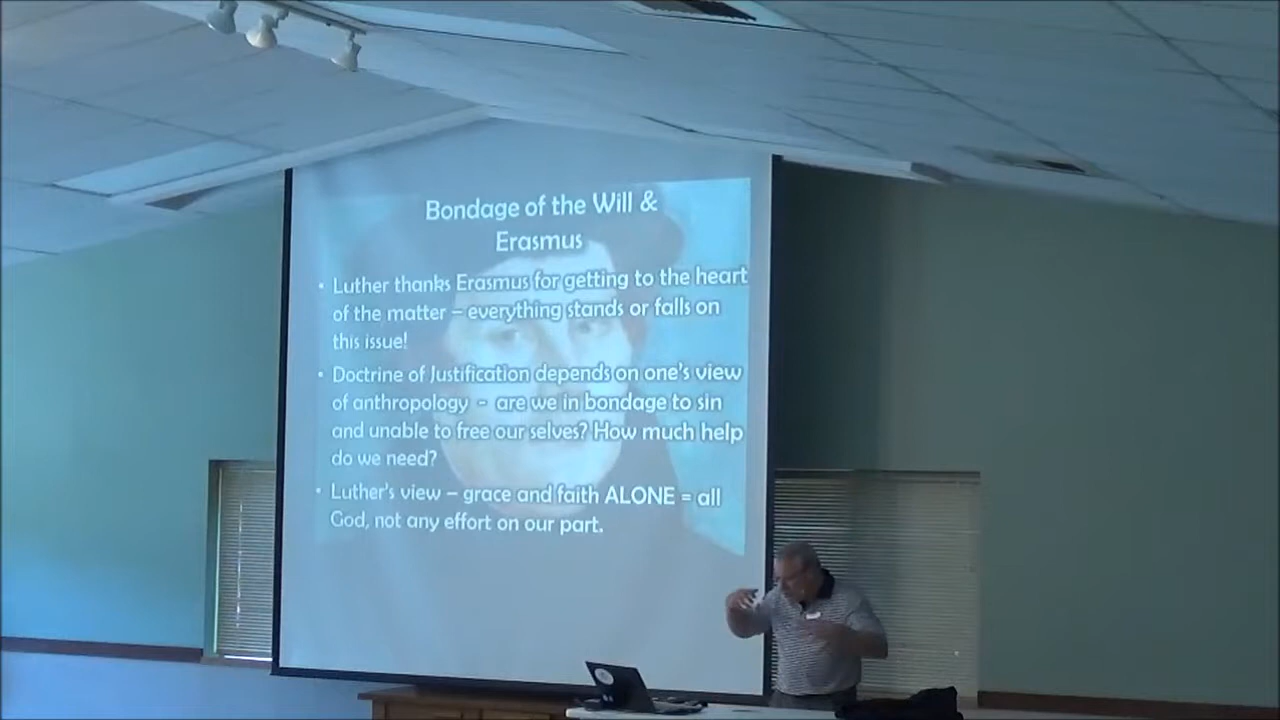 Bondage of the Will &
Erasmus
• Luther thanks Erasmus for getting to the heart
of the matter – everything stands or falls on
this issue!
• Doctrine of Justification depends on one's view
of anthropology - are we in bondage to sin
and unable to free our selves? How much help
do we need?
• Luther's view – grace and faith ALONE = all
God, not any effort on our part.